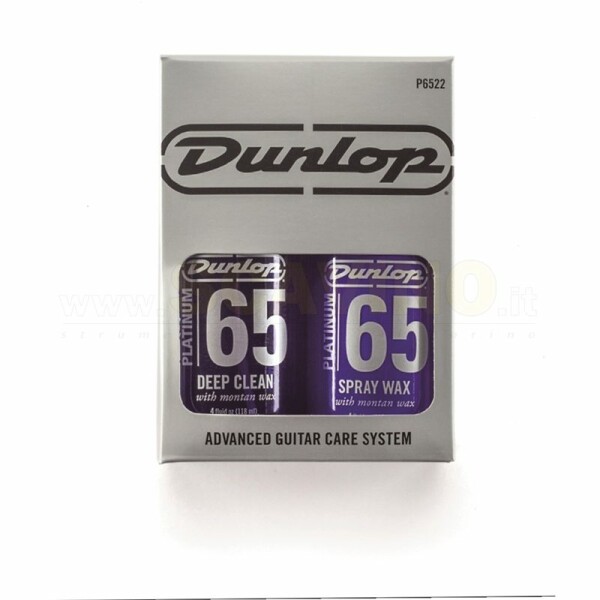 P6522
Dunlop
Dunlop
PLATINUM
65
DEEP CLEAN
with montan wax
4 fluid oz (118 ml)
Dunlop
PLATINUM
65
SPRAY WAX
with montan wax
ADVANCED GUITAR CARE SYSTEM